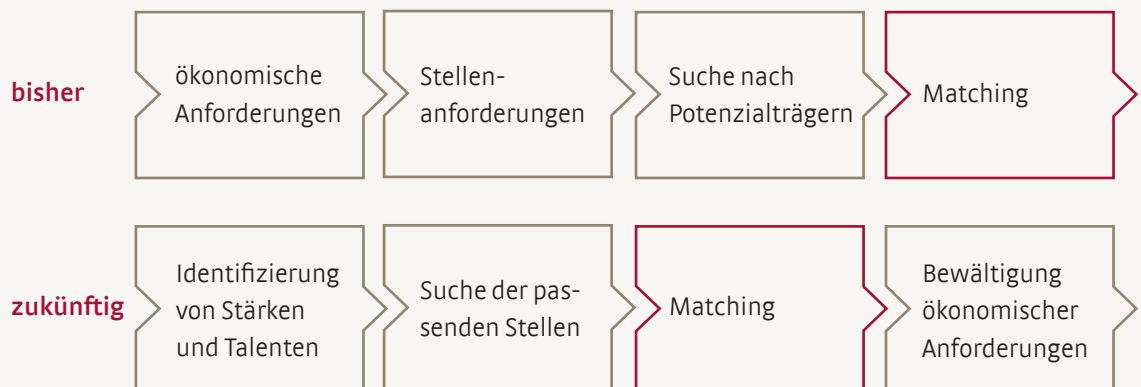 bisher
ökonomische
Anforderungen
Stellen-
anforderungen
Suche nach
Potenzialträgern
Matching
zukünftig
Identifizierung
von Stärken
und Talenten
Suche der pas-
senden Stellen
Matching
Bewältigung
ökonomischer
Anforderungen